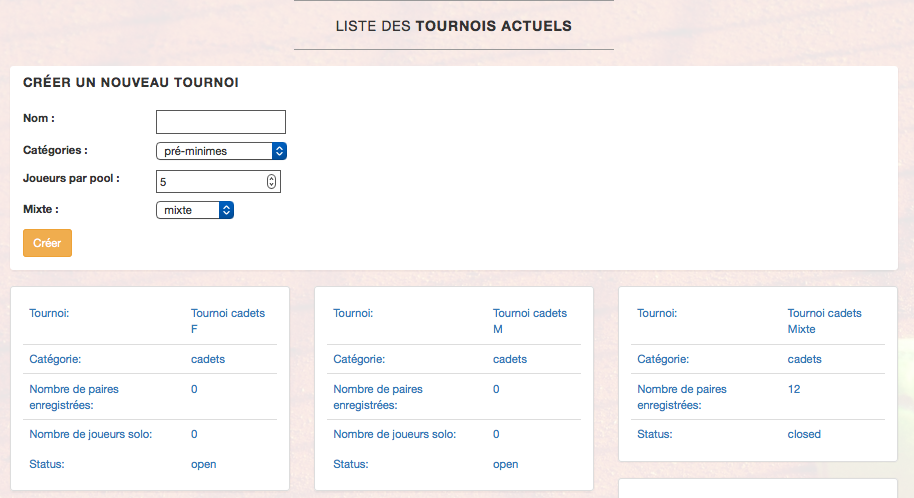 LISTE DES TOURNOIS ACTUELS
CRÉER UN NOUVEAU TOURNOI
Nom :
Catégories : pré-minimes
Joueurs par pool : 5
Mixte : mixte
Créer
Tournoi: Tournoi cadets
F
Catégorie: cadets
Nombre de paires 0
enregistrées:
Nombre de joueurs solo: 0
Status: open
Tournoi: Tournoi cadets
M
Catégorie: cadets
Nombre de paires 0
enregistrées:
Nombre de joueurs solo: 0
Status: open
Tournoi: Tournoi cadets
Mixte
Catégorie: cadets
Nombre de paires 12
enregistrées:
Status: closed